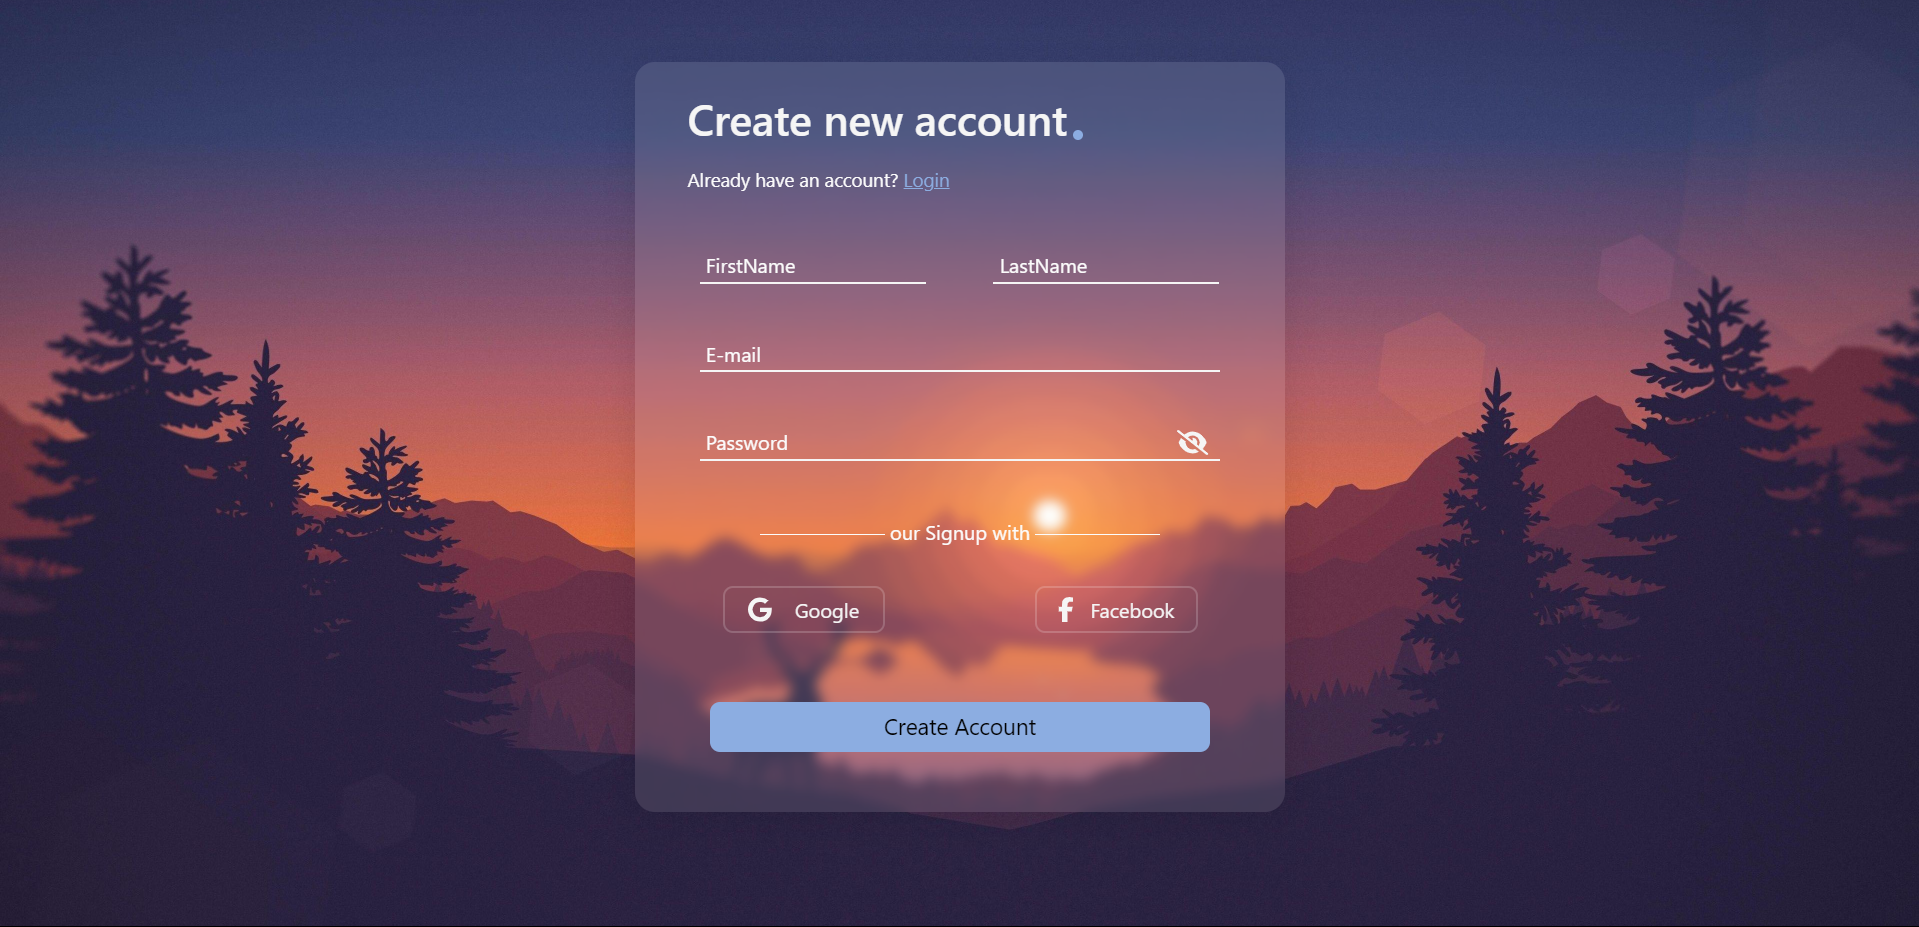 Create new account.
Already have an account? Login
FirstName LastName
E-mail
Password
our Signup with
Google Facebook
Create Account